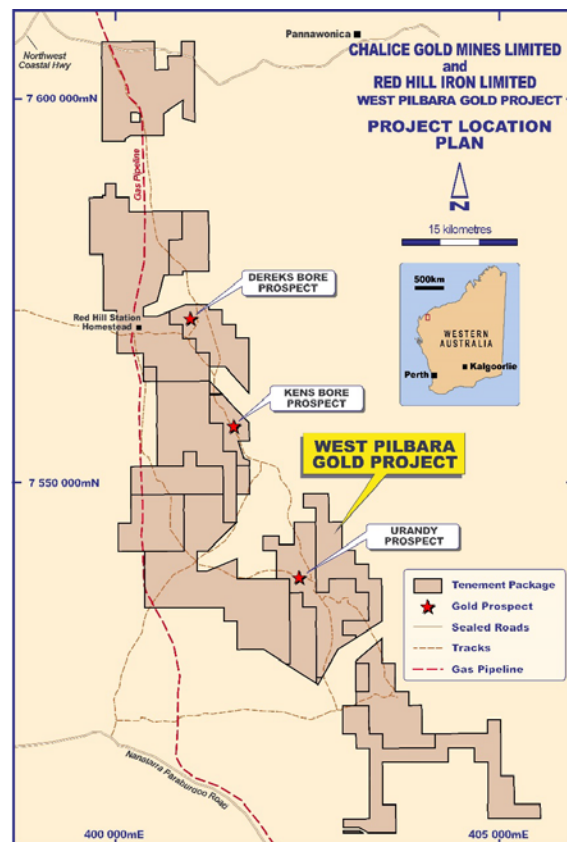 Northwest
Coastal Hwy
Pannawonica
CHALICE GOLD MINES LIMITED
and
RED HILL IRON LIMITED
WEST PILBARA GOLD PROJECT
PROJECT LOCATION
PLAN
7 600 000mN
Gas Pipeline
N
15 kilometres
500km
WESTERN
AUSTRALIA
Perth
Kalgoorlie
DEREKS BORE
PROSPECT
Red Hill Station
Homestead
KENS BORE
PROSPECT
WEST PILBARA
GOLD PROJECT
7 550 000mN
URANDY
PROSPECT
Tenement Package
Gold Prospect
Sealed Roads
Tracks
Gas Pipeline
Paraburdoo Road
400 000mE
405 000mE